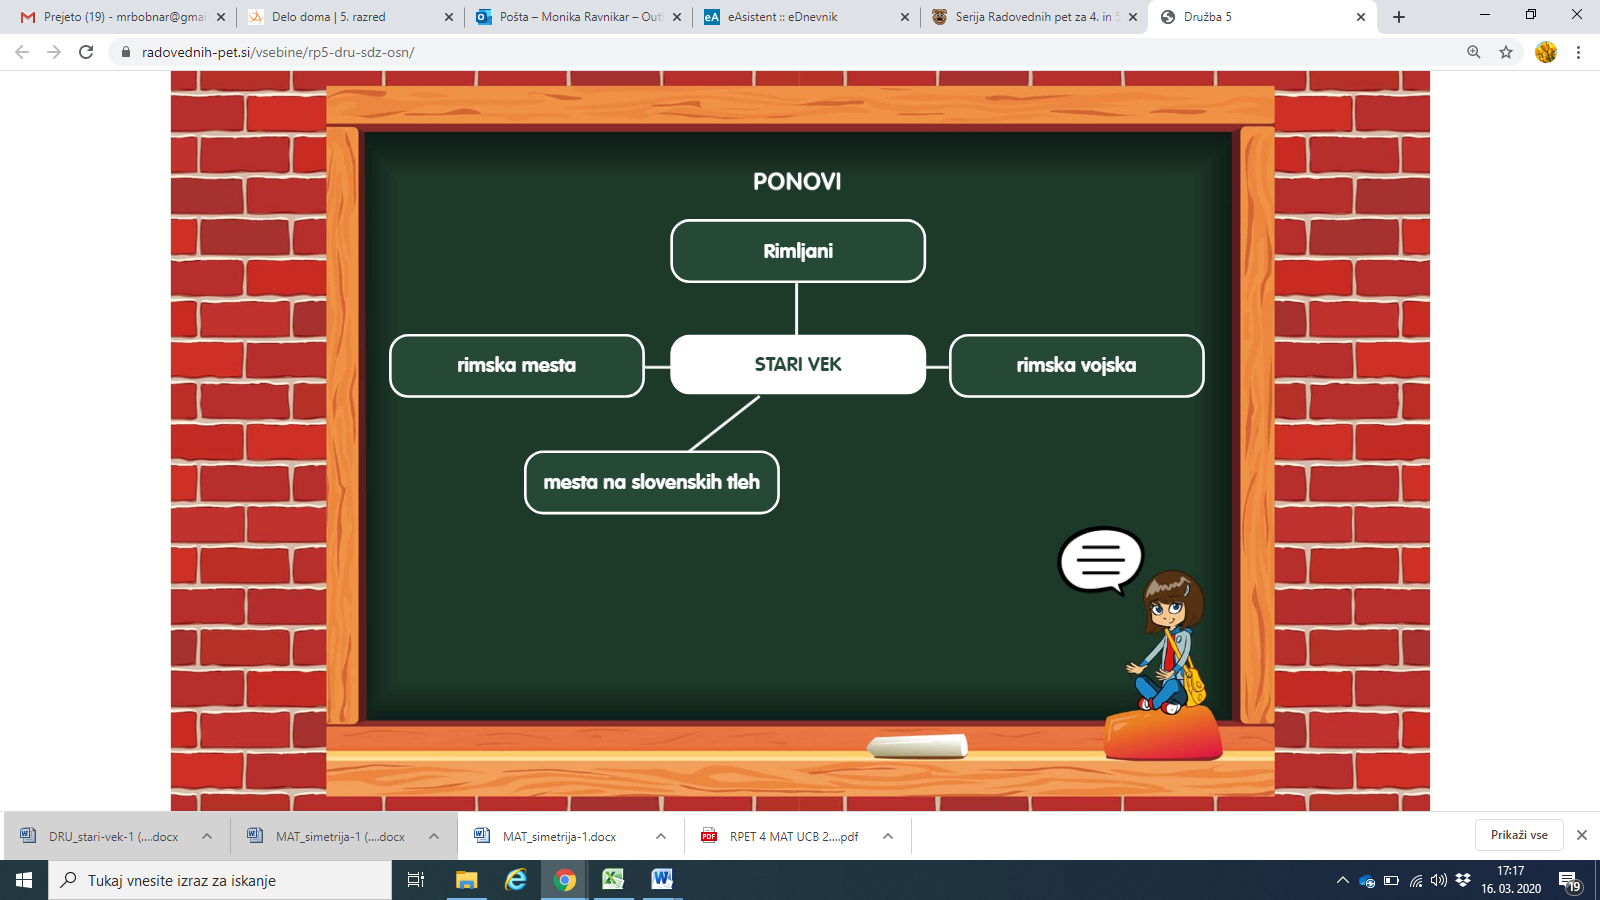 Prejeto (19) - mrbobnar@gmai
Delo doma | 5. razred
Pošta – Monika Ravnikar – Outl
eAsistent :: eDnevnik
Serija Radovednih pet za 4. in 5
Družba 5
radovednih-pet.si/vsebine/rp5-dru-sdz-osn/
PONOVI
Rimljani
rimska mesta
STARI VEK
rimska vojska
mesta na slovenskih tleh
DRU_stari-vek-1 (....docx
MAT_simetrija-1 (....docx
MAT_simetrija-1.docx
RPET 4 MAT UCB 2....pdf
Prikaži vse
Tukaj vnesite izraz za iskanje
17:17
16. 03. 2020
19